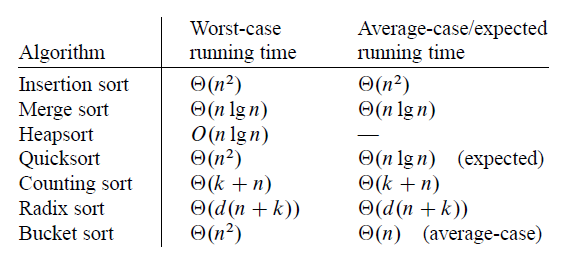 Worst-case Average-case/expected
Algorithm running time running time
Insertion sort Θ(n²) Θ(n²)
Merge sort Θ(n lg n) Θ(n lg n)
Heapsort O(n lg n) —
Quicksort Θ(n²) Θ(n lg n) (expected)
Counting sort Θ(k + n) Θ(k + n)
Radix sort Θ(d(n + k)) Θ(d(n + k))
Bucket sort Θ(n²) Θ(n) (average-case)